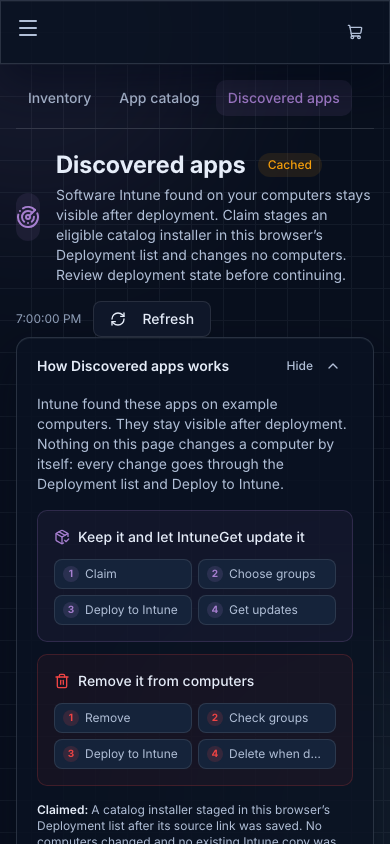 Inventory
App catalog
Discovered apps
Discovered apps
Cached
Software Intune found on your computers stays
visible after deployment. Claim stages an
eligible catalog installer in this browser’s
Deployment list and changes no computers.
Review deployment state before continuing.
7:00:00 PM
Refresh
How Discovered apps works
Hide
Intune found these apps on example
computers. They stay visible after deployment.
Nothing on this page changes a computer by
itself: every change goes through the
Deployment list and Deploy to Intune.
Keep it and let IntuneGet update it
1 Claim
2 Choose groups
3 Deploy to Intune
4 Get updates
Remove it from computers
1 Remove
2 Check groups
3 Deploy to Intune
4 Delete when d...
Claimed: A catalog installer staged in this browser’s
Deployment list after its source link was saved. No
computers changed and no existing Intune copy was